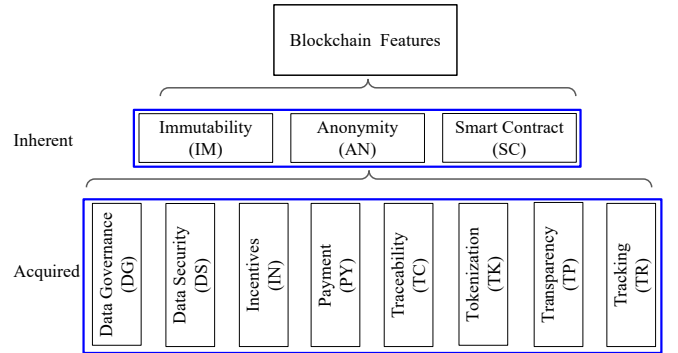 Blockchain Features
Inherent
Immutability
(IM)
Anonymity
(AN)
Smart Contract
(SC)
Acquired
Data Governance
(DG)
Data Security
(DS)
Incentives
(IN)
Payment
(PY)
Traceability
(TC)
Tokenization
(TK)
Transparency
(TP)
Tracking
(TR)